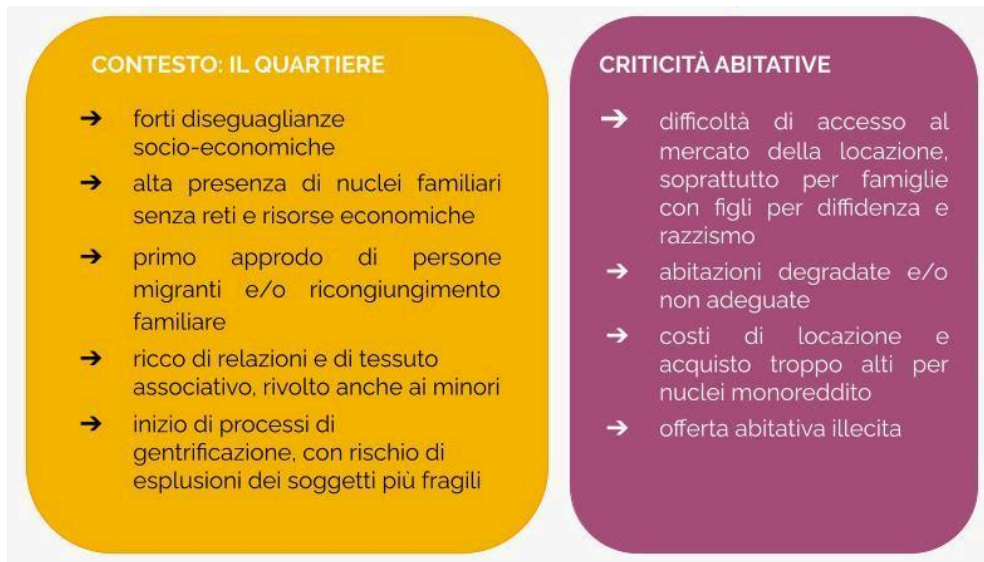 CONTESTO: IL QUARTIERE
➔ forti diseguaglianze
socio-economiche
➔ alta presenza di nuclei familiari
senza reti e risorse economiche
➔ primo approdo di persone
migranti e/o ricongiungimento
familiare
➔ ricco di relazioni e di tessuto
associativo, rivolto anche ai minori
➔ inizio di processi di
gentrificazione, con rischio di
esplusioni dei soggetti più fragili
CRITICITÀ ABITATIVE
➔ difficoltà di accesso al
mercato della locazione,
soprattutto per famiglie
con figli per diffidenza e
razzismo
➔ abitazioni degradate e/o
non adeguate
➔ costi di locazione e
acquisto troppo alti per
nuclei monoreddito
➔ offerta abitativa illecita